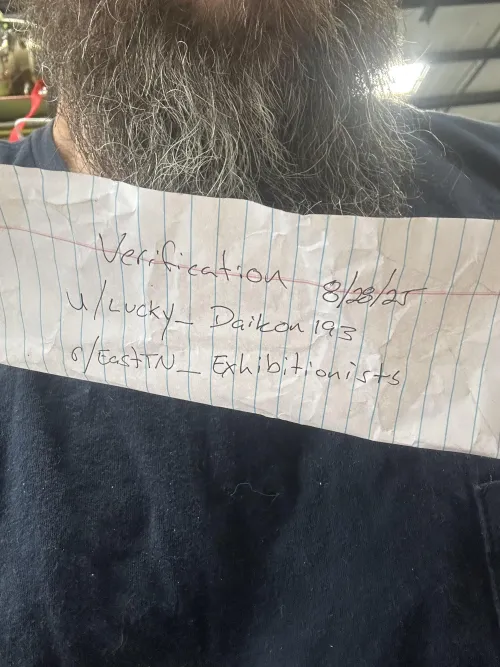 Verification 8/28/25
u/Lucky_Daikon193
r/EastTN_Exhibitionists